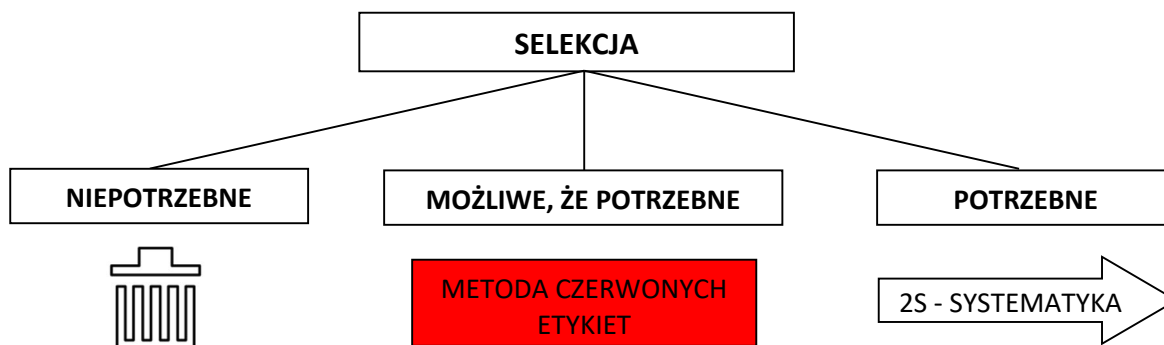 SELEKCJA
NIEPOTRZEBNE
MOŻLIWE, ŻE POTRZEBNE
POTRZEBNE
METODA CZERWONYCH
ETYKIET
2S - SYSTEMATYKA